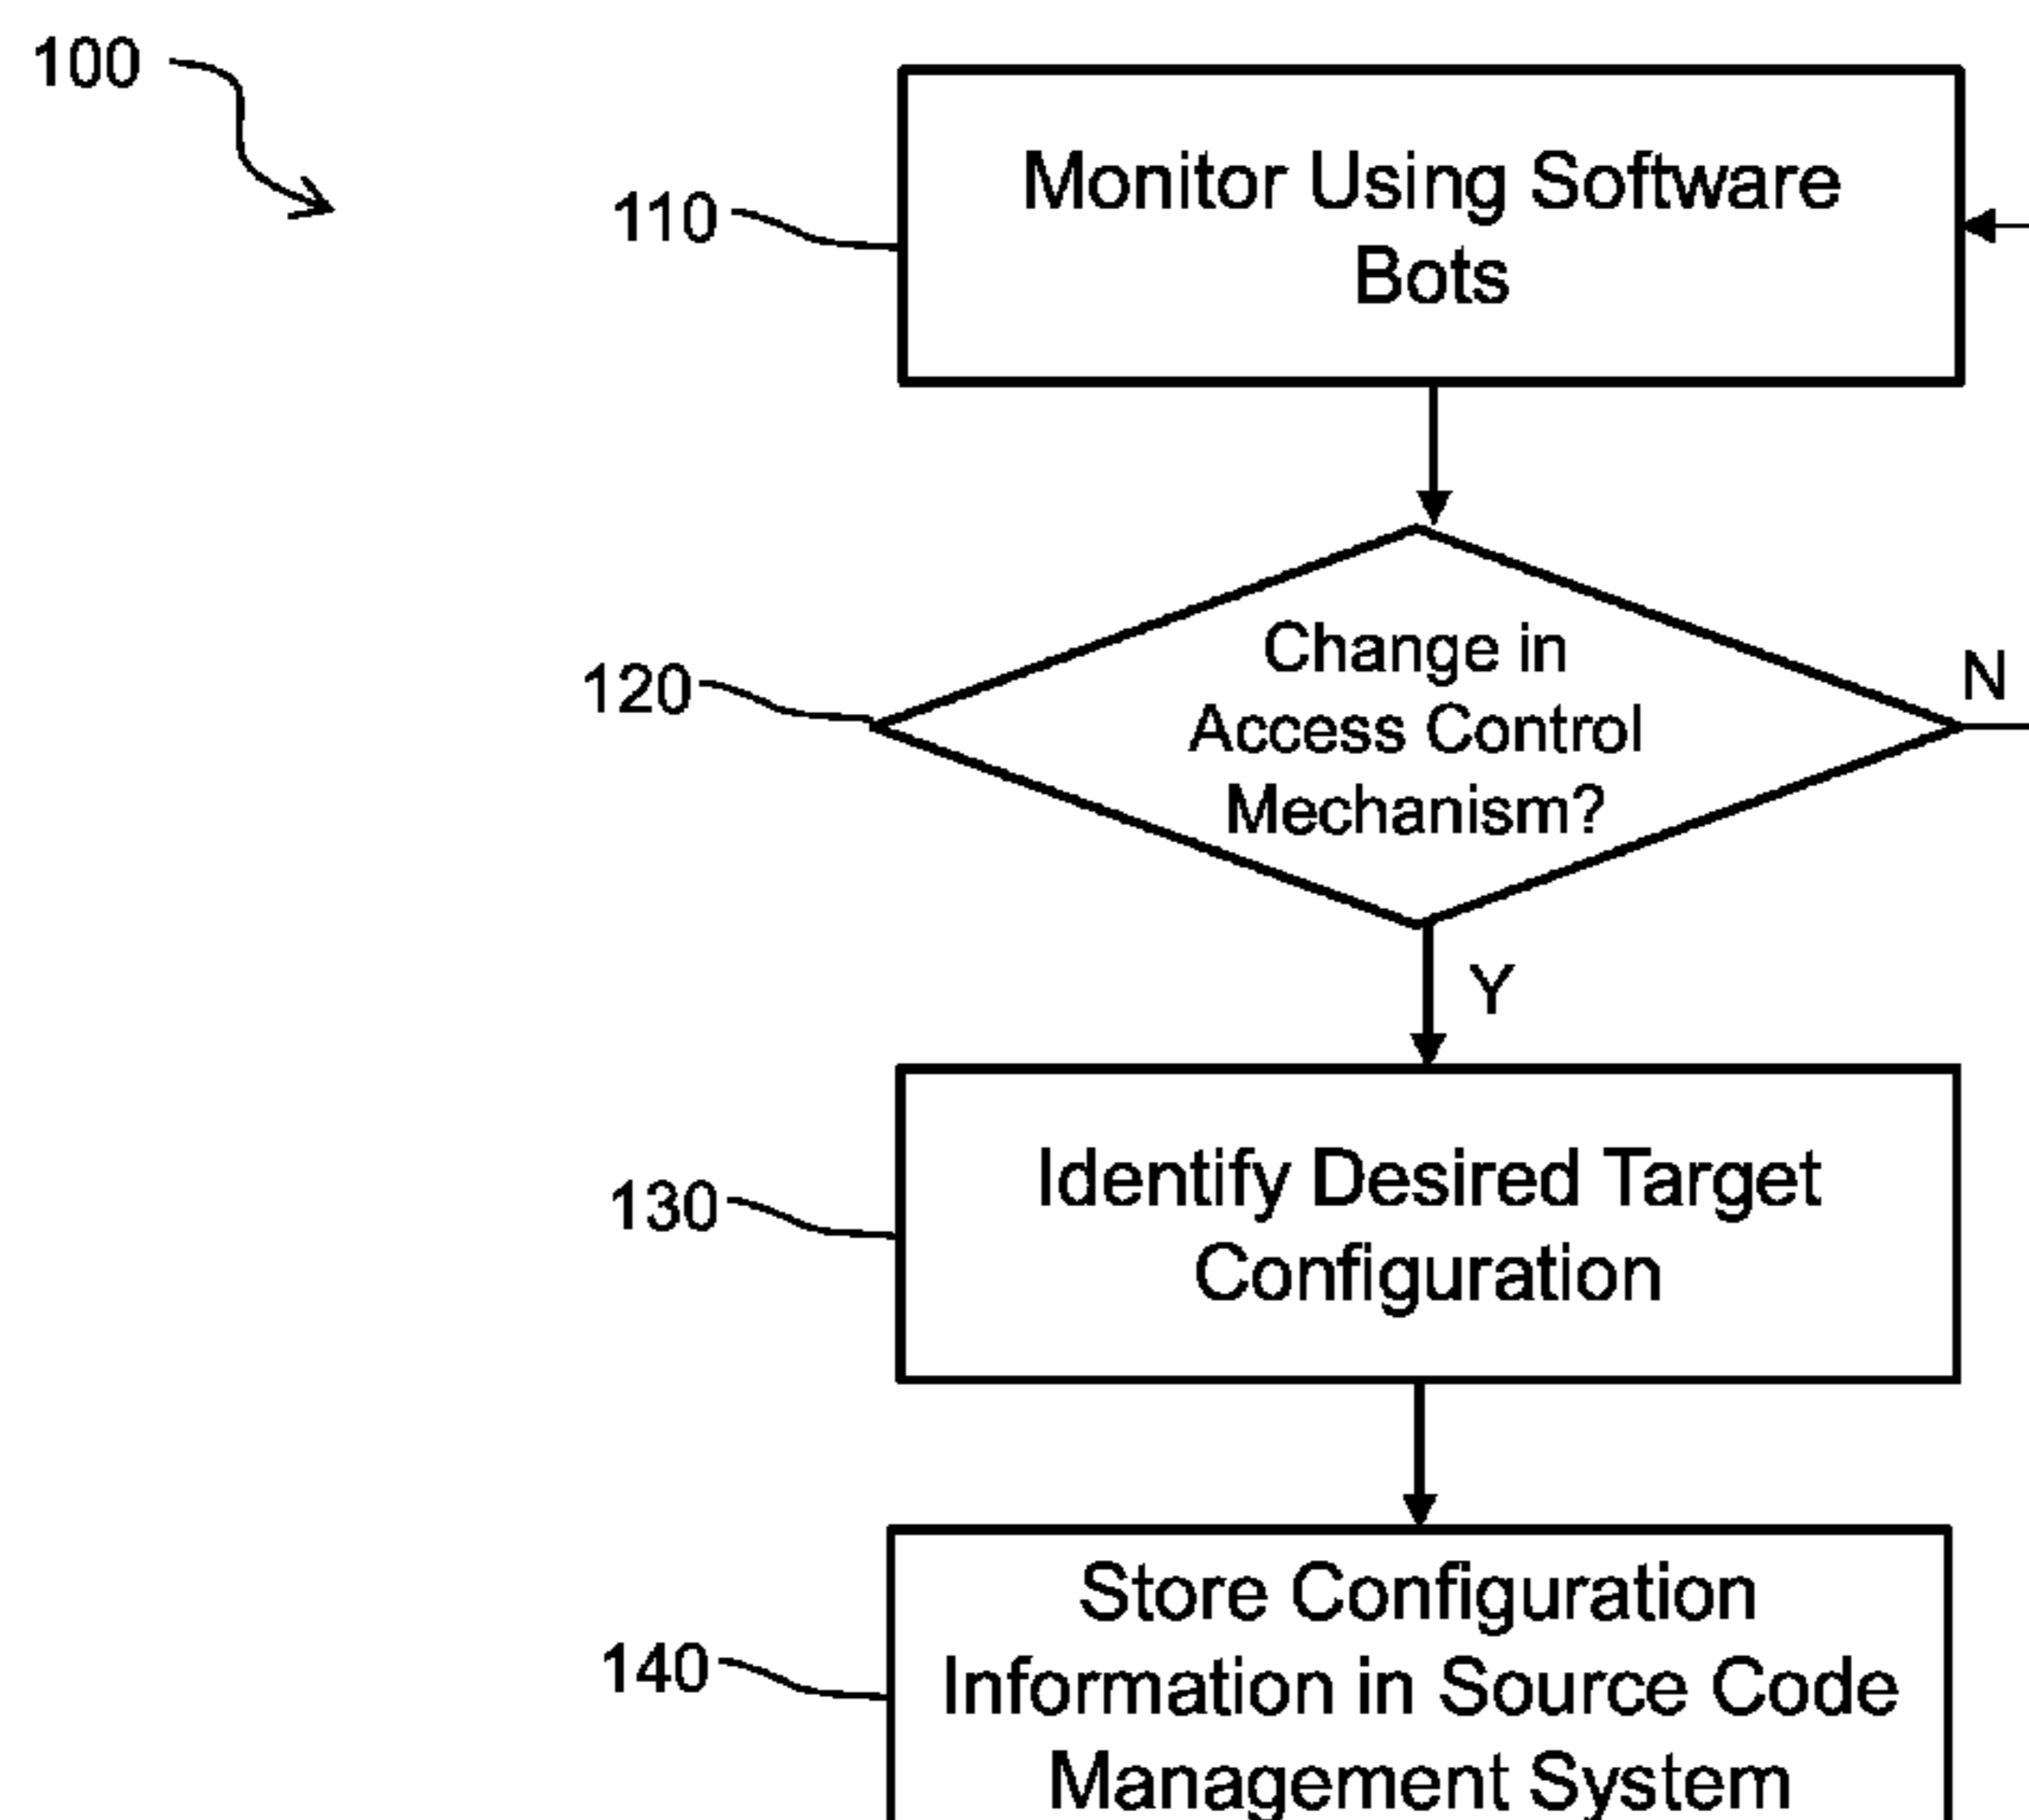 100
110
Monitor Using Software
Bots
120
Change in
Access Control
Mechanism?
N
Y
130
Identify Desired Target
Configuration
140
Store Configuration
Information in Source Code
Management System